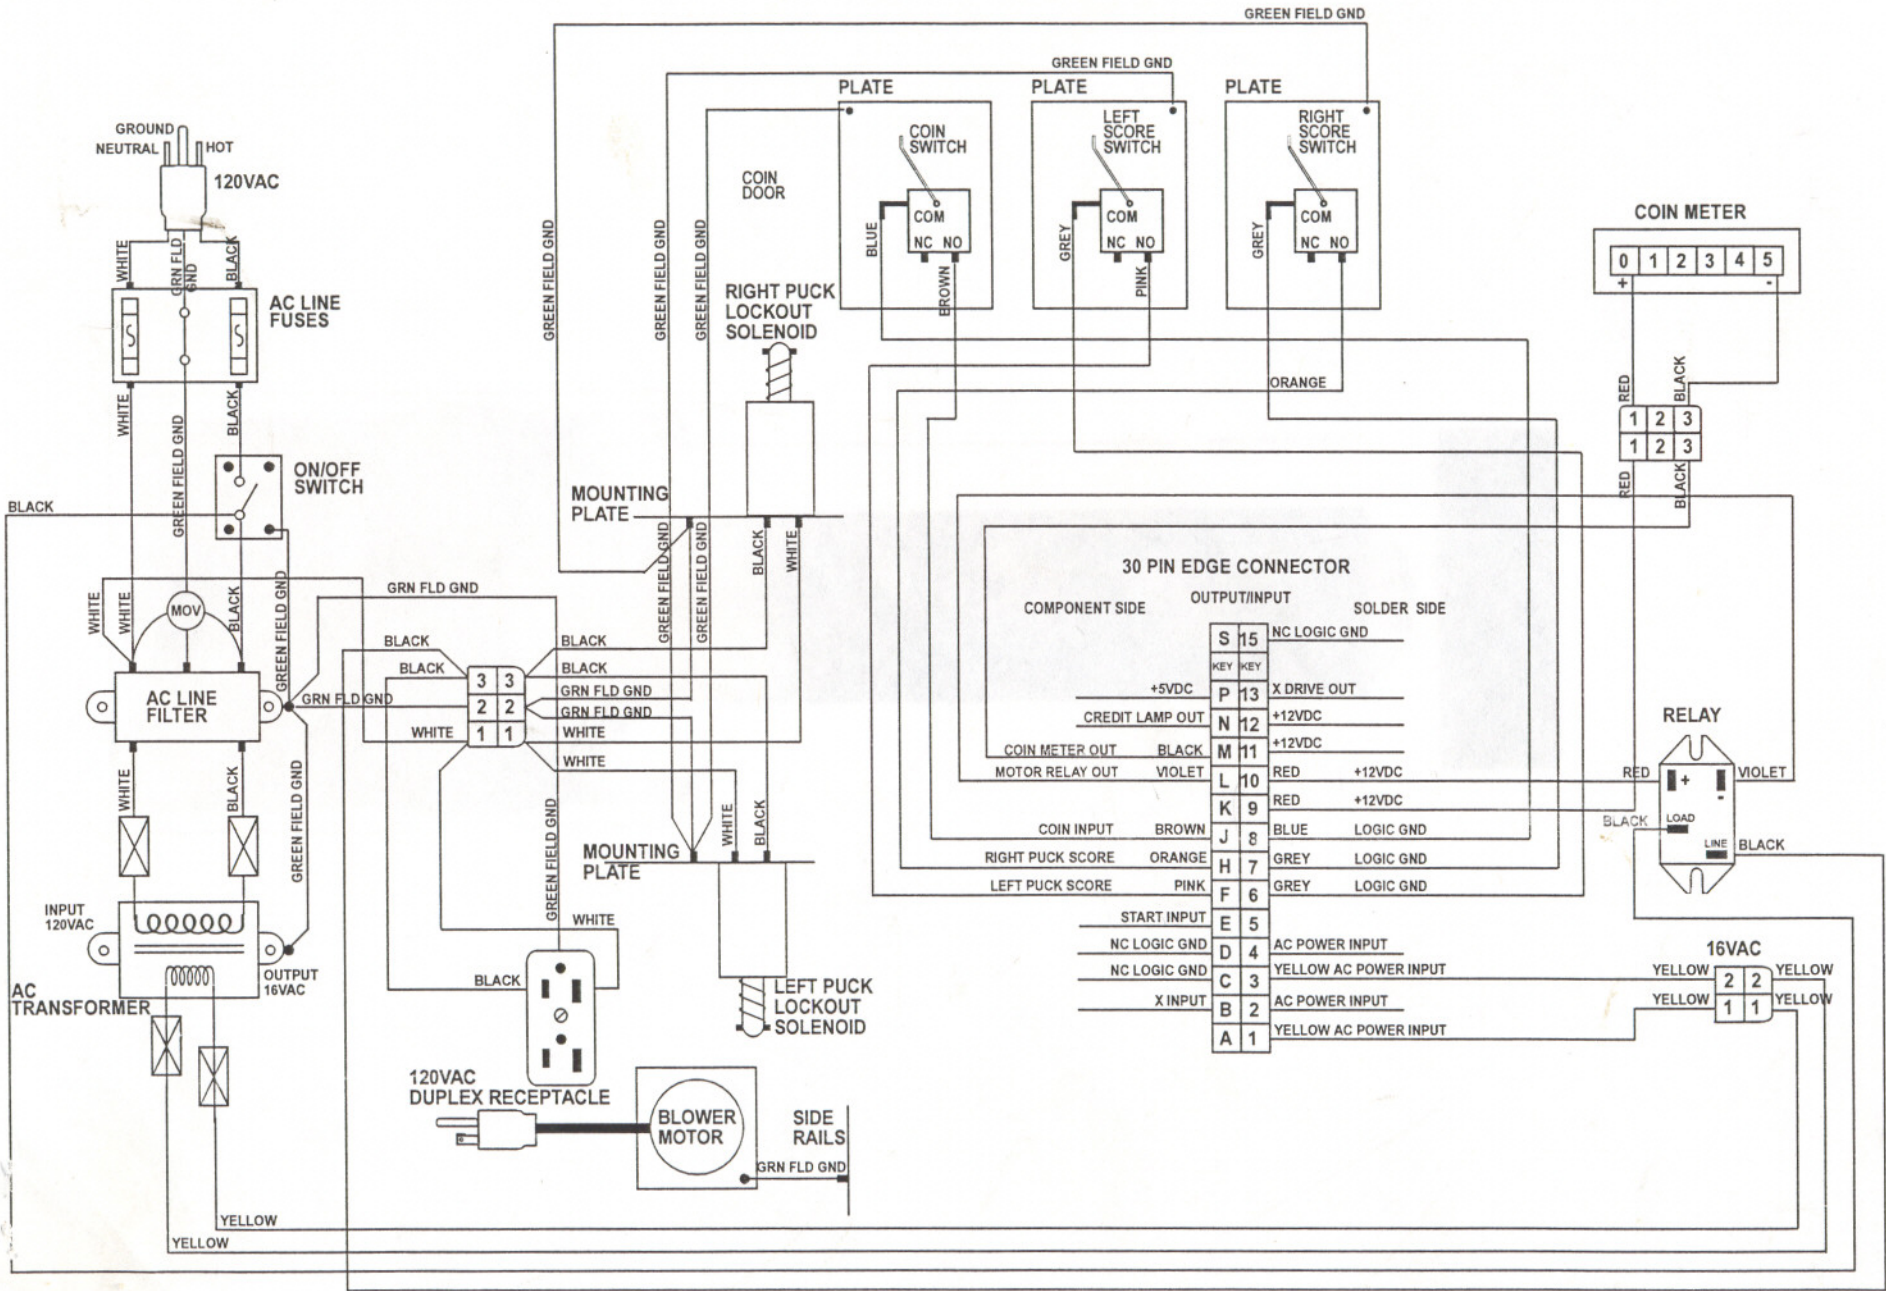 GREEN FIELD GND
GREEN FIELD GND
PLATE
PLATE
PLATE
GROUND
NEUTRAL
HOT
120VAC
COIN
SWITCH
LEFT
SCORE
SWITCH
RIGHT
SCORE
SWITCH
COIN
DOOR
COM
NC NO
COM
NC NO
COM
NC NO
BLUE
BROWN
GREY
PINK
GREY
ORANGE
COIN METER
0 1 2 3 4 5
+ -
WHITE
GRN FLD
GND
BLACK
AC LINE
FUSES
GREEN FIELD GND
GREEN FIELD GND
GREEN FIELD GND
RIGHT PUCK
LOCKOUT
SOLENOID
WHITE
GREEN FIELD GND
BLACK
RED
BLACK
1 2 3
1 2 3
RED
BLACK
ON/OFF
SWITCH
BLACK
MOUNTING
PLATE
GREEN FIELD GND
GREEN FIELD GND
BLACK
WHITE
WHITE
WHITE
MOV
BLACK
GREEN FIELD GND
GRN FLD GND
BLACK
BLACK
BLACK
BLACK
GRN FLD GND
GRN FLD GND
GRN FLD GND
WHITE
WHITE
WHITE
3 3
2 2
1 1
AC LINE
FILTER
WHITE
BLACK
GREEN FIELD GND
30 PIN EDGE CONNECTOR
OUTPUT/INPUT
COMPONENT SIDE
SOLDER SIDE
S 15 NC LOGIC GND
KEY KEY
+5VDC P 13 X DRIVE OUT
CREDIT LAMP OUT N 12 +12VDC
COIN METER OUT BLACK M 11 +12VDC
MOTOR RELAY OUT VIOLET L 10 RED +12VDC
K 9 RED +12VDC
COIN INPUT BROWN J 8 BLUE LOGIC GND
RIGHT PUCK SCORE ORANGE H 7 GREY LOGIC GND
LEFT PUCK SCORE PINK F 6 GREY LOGIC GND
START INPUT E 5
NC LOGIC GND D 4 AC POWER INPUT
NC LOGIC GND C 3 YELLOW AC POWER INPUT
X INPUT B 2 AC POWER INPUT
A 1 YELLOW AC POWER INPUT
RELAY
RED
+
-
VIOLET
BLACK
LOAD
LINE
BLACK
16VAC
YELLOW 2 2 YELLOW
YELLOW 1 1 YELLOW
WHITE
BLACK
MOUNTING
PLATE
GREEN FIELD GND
WHITE
BLACK
LEFT PUCK
LOCKOUT
SOLENOID
INPUT
120VAC
OUTPUT
16VAC
AC
TRANSFORMER
120VAC
DUPLEX RECEPTACLE
BLOWER
MOTOR
SIDE
RAILS
GRN FLD GND
YELLOW
YELLOW